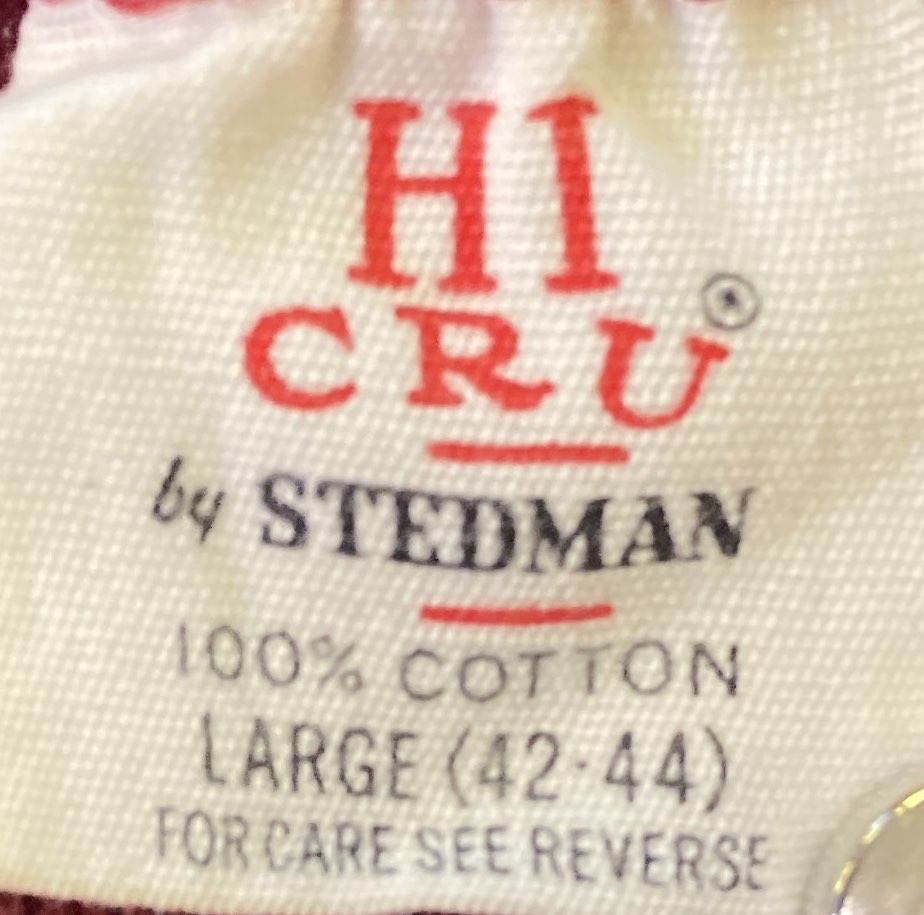 HI
CRU®
by STEDMAN
100% COTTON
LARGE (42·44)
FOR CARE SEE REVERSE